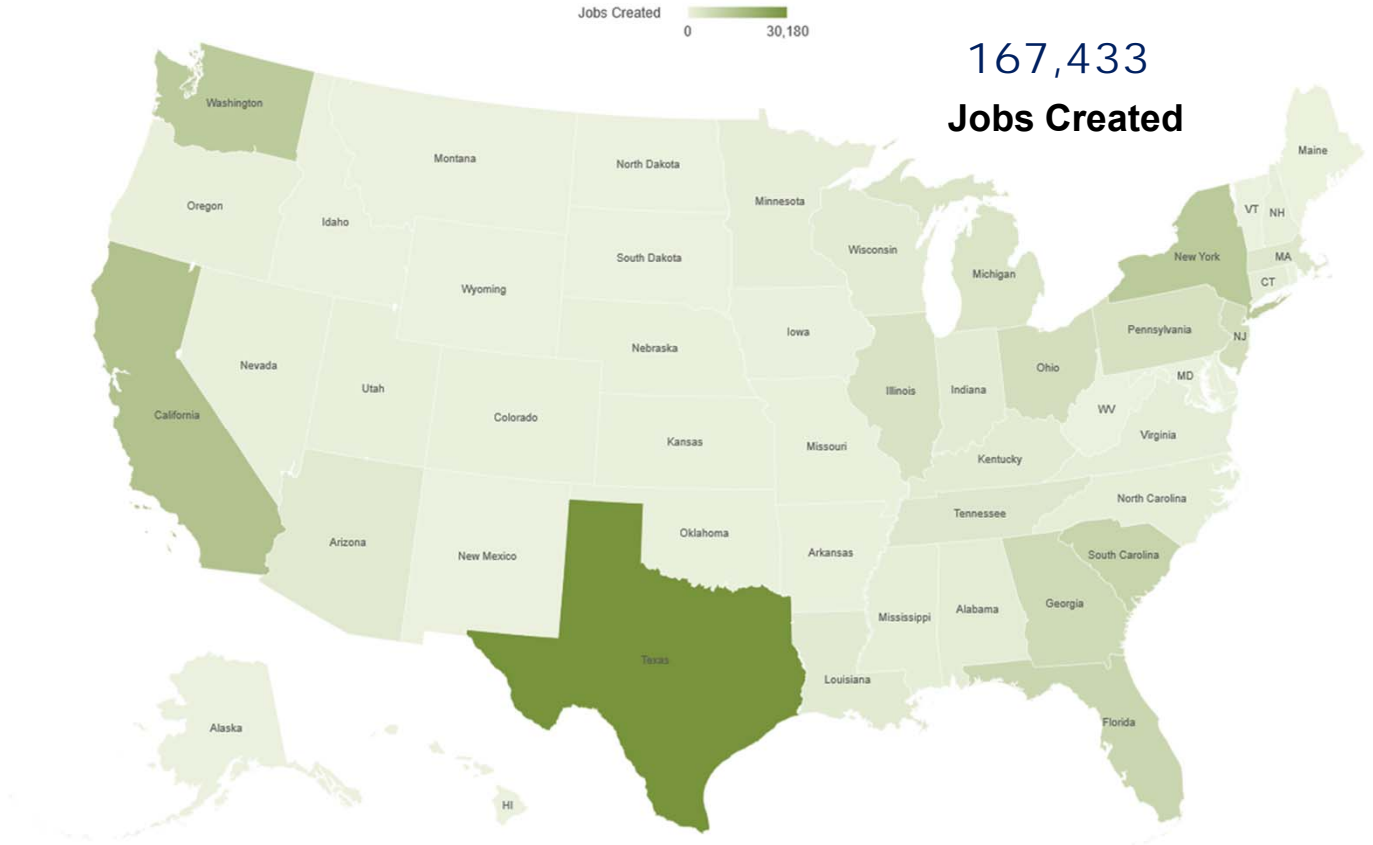 Jobs Created
0 30,180
167,433
Jobs Created
Washington
Montana
North Dakota
Minnesota
Maine
Oregon
Idaho
South Dakota
Wisconsin
Michigan
New York
VT
NH
MA
CT
Wyoming
Nebraska
Iowa
Illinois
Indiana
Ohio
Pennsylvania
NJ
MD
WV
Virginia
Nevada
Utah
Colorado
Kansas
Missouri
Kentucky
California
Arizona
New Mexico
Oklahoma
Arkansas
Tennessee
North Carolina
South Carolina
Texas
Louisiana
Mississippi
Alabama
Georgia
Florida
Alaska
HI